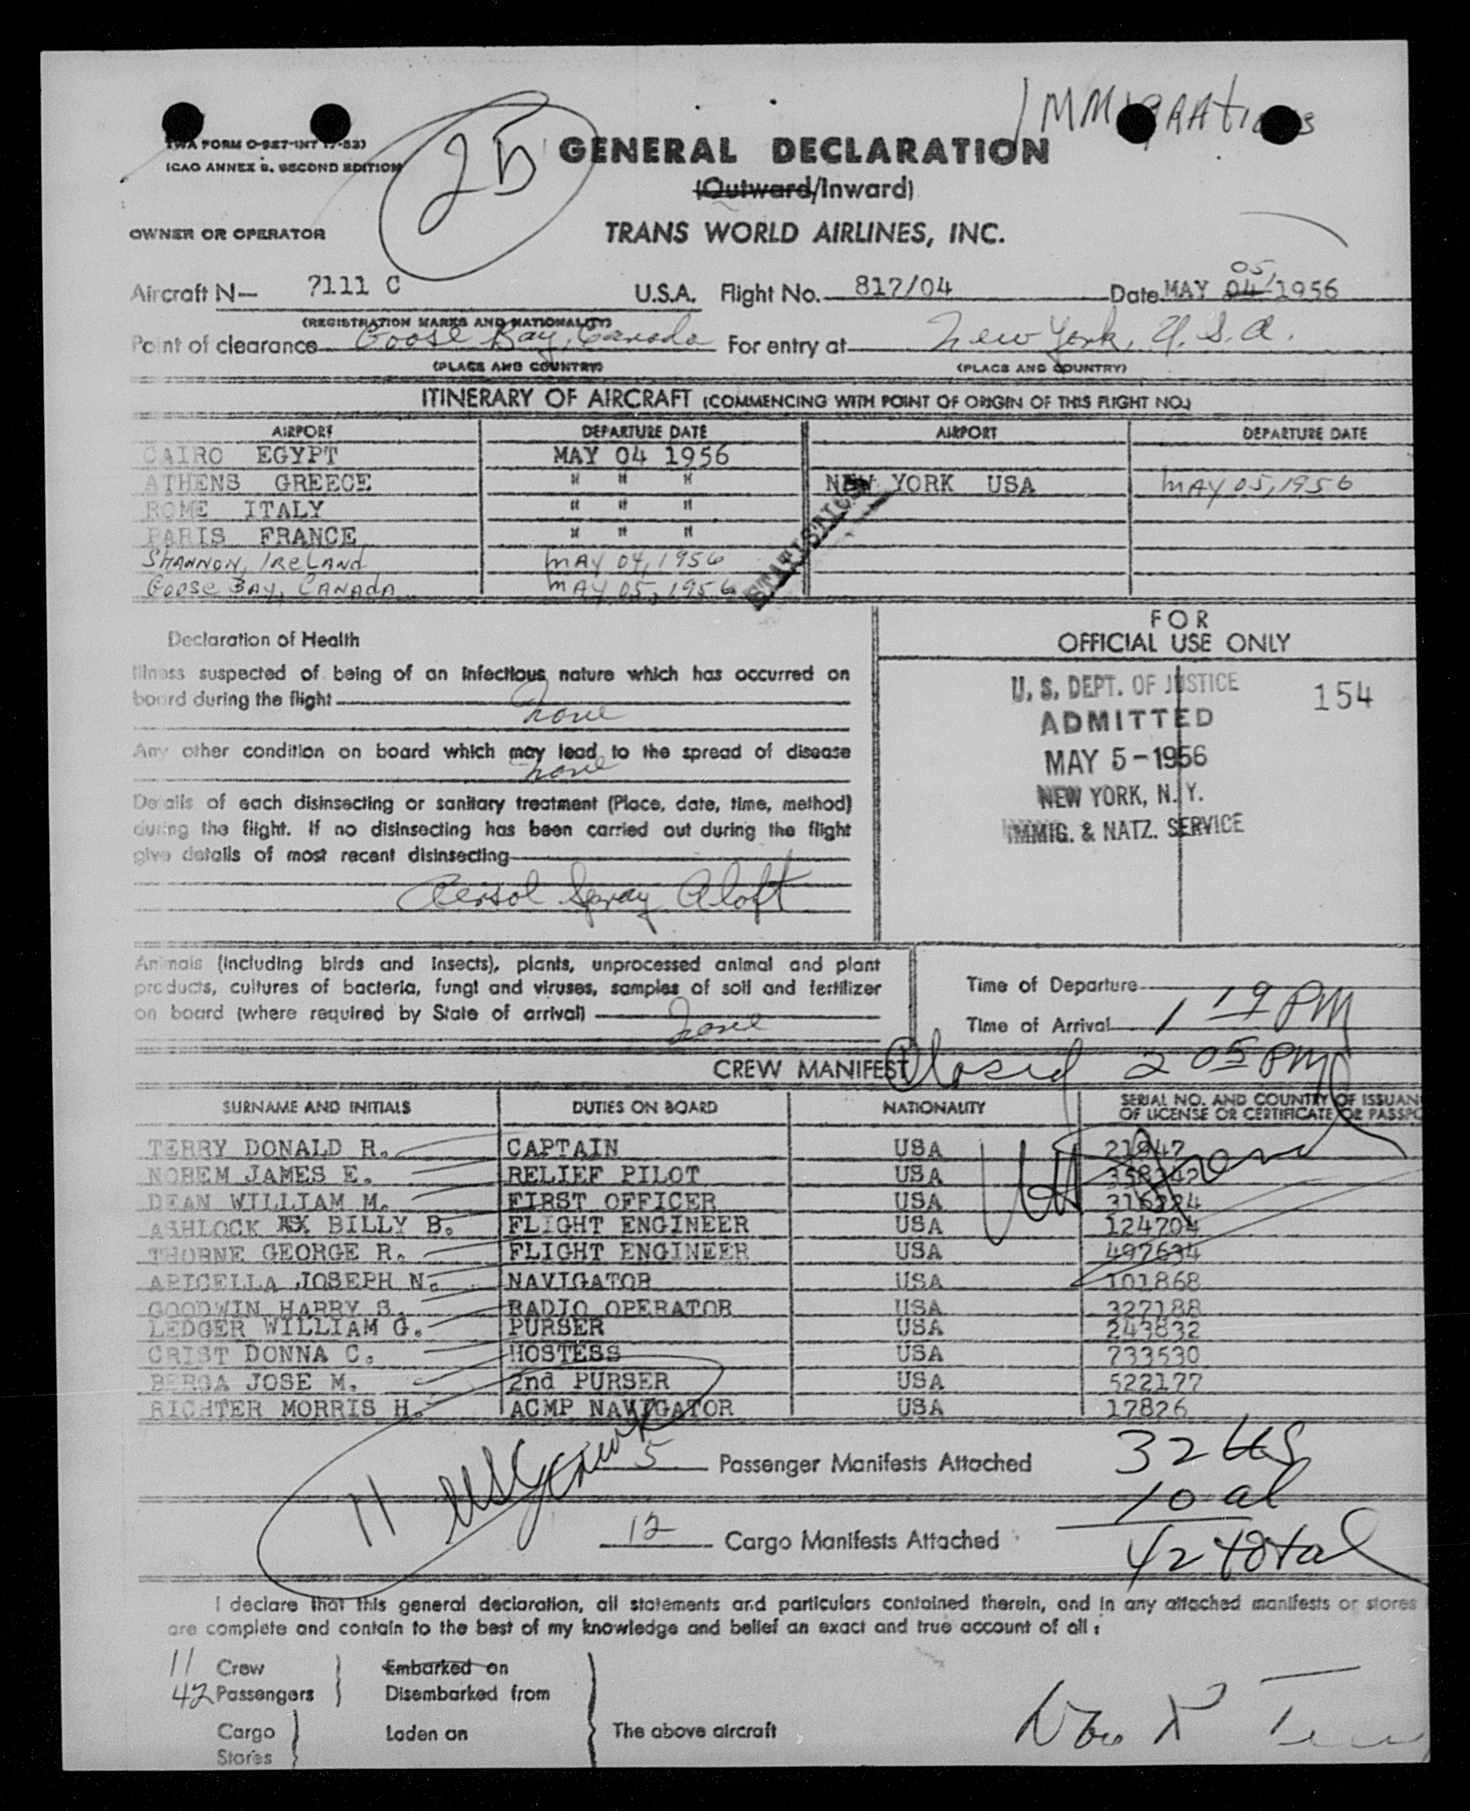 IMMIGRAtions
TWA FORM O-927-INT (7-53)
ICAO ANNEX 9, SECOND EDITION
2B
GENERAL DECLARATION
(Outward/Inward)
OWNER OR OPERATOR TRANS WORLD AIRLINES, INC.
Aircraft N— 7111 C U.S.A. Flight No. 817/04 Date MAY 04 05, 1956
(REGISTRATION MARKS AND NATIONALITY)
Point of clearance Goose Bay, Canada For entry at New York, U.S.A.
(PLACE AND COUNTRY) (PLACE AND COUNTRY)
ITINERARY OF AIRCRAFT (COMMENCING WITH POINT OF ORIGIN OF THIS FLIGHT NO.)
AIRPORT DEPARTURE DATE AIRPORT DEPARTURE DATE
CAIRO EGYPT MAY 04 1956
ATHENS GREECE " " " NEW YORK USA MAY 05, 1956
ROME ITALY " " "
PARIS FRANCE " " "
SHANNON, IRELAND MAY 04, 1956
GOOSE BAY, CANADA MAY 05, 1956
STATISTICS
FOR
OFFICIAL USE ONLY
Declaration of Health
Illness suspected of being of an infectious nature which has occurred on
board during the flight
None
Any other condition on board which may lead to the spread of disease
None
Details of each disinsecting or sanitary treatment (Place, date, time, method)
during the flight. If no disinsecting has been carried out during the flight
give details of most recent disinsecting
Aersol Spray Aloft
U. S. DEPT. OF JUSTICE 154
ADMITTED
MAY 5 - 1956
NEW YORK, N. Y.
IMMIG. & NATZ. SERVICE
Animals (including birds and insects), plants, unprocessed animal and plant
products, cultures of bacteria, fungi and viruses, samples of soil and fertilizer
on board (where required by State of arrival) None
Time of Departure
Time of Arrival 1 19 PM
Closed 2 05 PM
CREW MANIFEST
SURNAME AND INITIALS DUTIES ON BOARD NATIONALITY SERIAL NO. AND COUNTRY OF ISSUAN
OF LICENSE OR CERTIFICATE OR PASSPO
TERRY DONALD R. CAPTAIN USA 21947
NOREM JAMES E. RELIEF PILOT USA 358242
DEAN WILLIAM M. FIRST OFFICER USA 316224
ASHLOCK XX BILLY B. FLIGHT ENGINEER USA 124704
THORNE GEORGE R. FLIGHT ENGINEER USA 497634
APICELLA JOSEPH N. NAVIGATOR USA 101868
GOODWIN HARRY S. RADIO OPERATOR USA 327188
LEDGER WILLIAM G. PURSER USA 243832
CRIST DONNA C. HOSTESS USA 733530
BERGA JOSE M. 2nd PURSER USA 522177
RICHTER MORRIS H. ACMP NAVIGATOR USA 17826
11 USC Crew
5 Passenger Manifests Attached
32 USC
10 al
12 Cargo Manifests Attached
42 total
I declare that this general declaration, all statements and particulars contained therein, and in any attached manifests or stores
are complete and contain to the best of my knowledge and belief an exact and true account of all:
11 Crew Embarked on
42 Passengers Disembarked from
Cargo Laden on The above aircraft
Stores